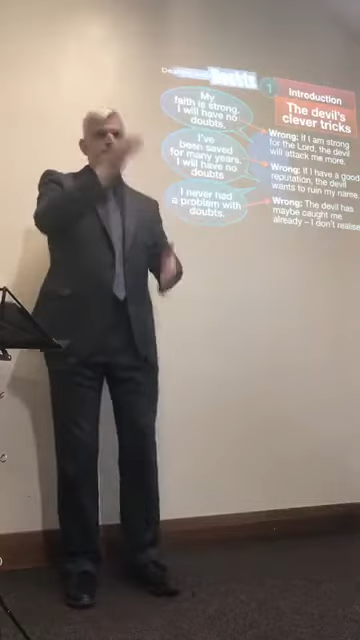 Doubts
1
Introduction
The devil's
clever tricks
My
faith is strong.
I will have no
doubts.
Wrong: If I am strong
for the Lord, the devil
will attack me more.
I've
been saved
for many years.
I will have no
doubts
Wrong: If I have a good
reputation, the devil
wants to run my name.
I never had
a problem with
doubts.
Wrong: The devil has
maybe caught me
already – I don't realise